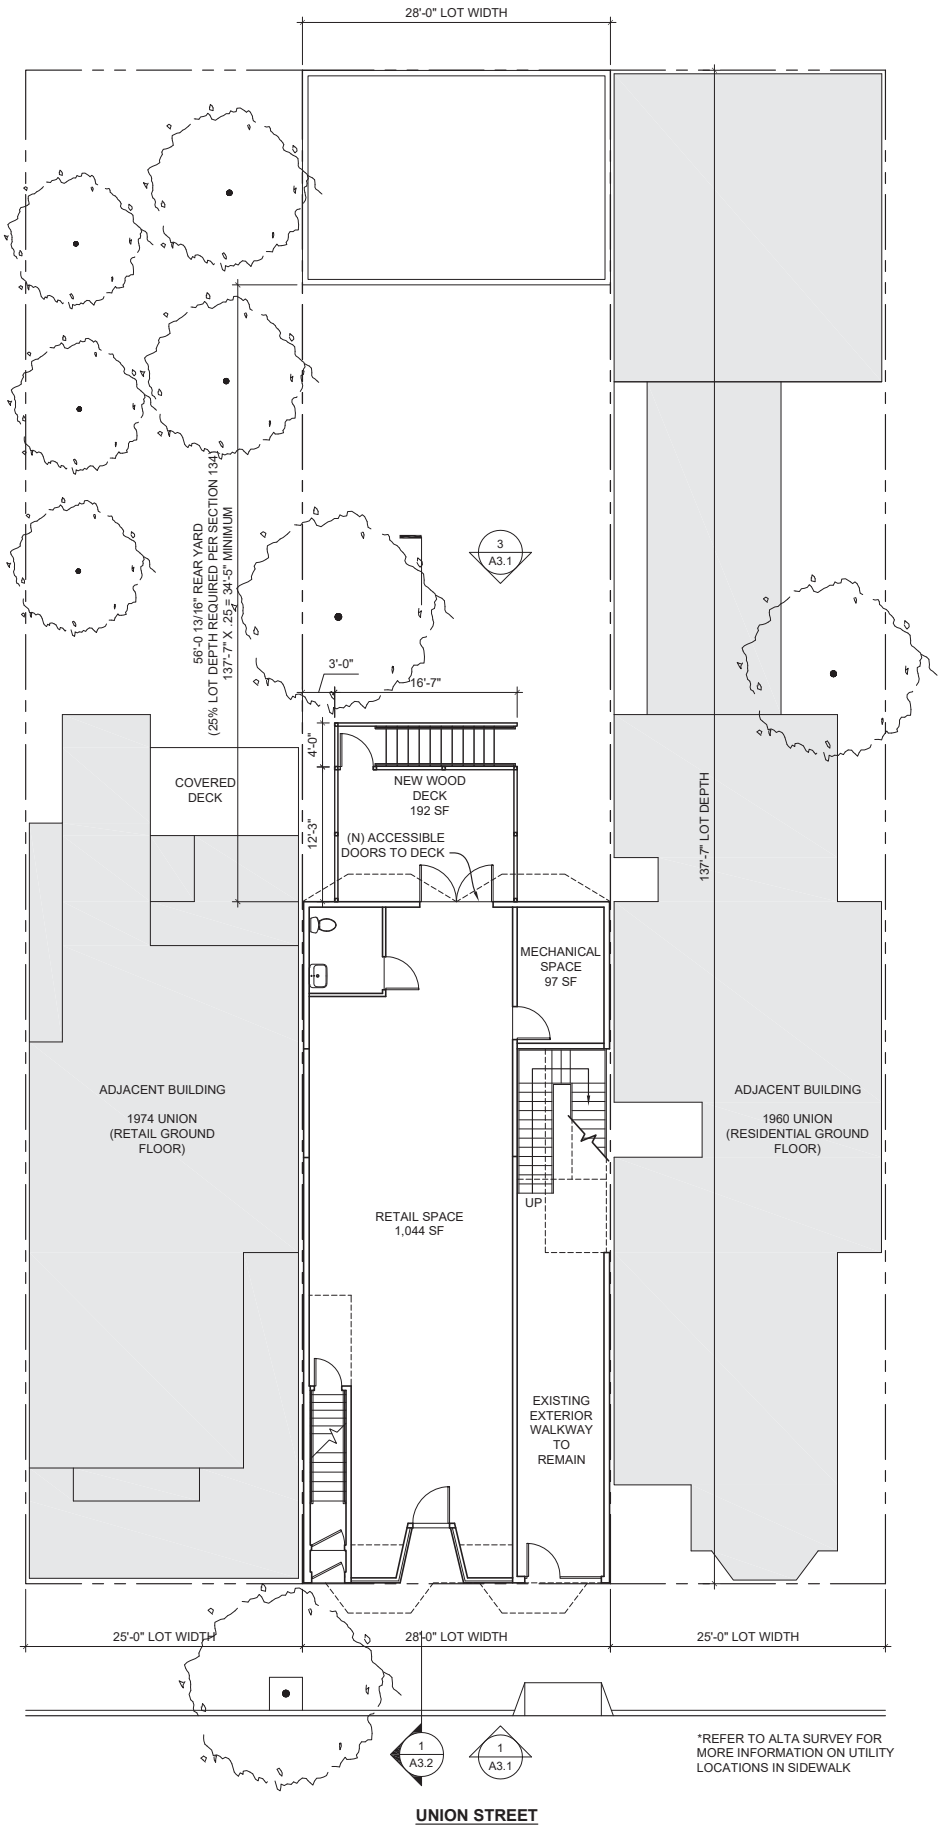 28'-0" LOT WIDTH
56'-0 13/16" REAR YARD
(25% LOT DEPTH REQUIRED PER SECTION 134)
137'-7" X .25 = 34'-5" MINIMUM
3
A3.1
3'-0"
16'-7"
4'-0"
12'-3"
COVERED
DECK
NEW WOOD
DECK
192 SF
(N) ACCESSIBLE
DOORS TO DECK
137'-7" LOT DEPTH
MECHANICAL
SPACE
97 SF
ADJACENT BUILDING
1974 UNION
(RETAIL GROUND
FLOOR)
ADJACENT BUILDING
1960 UNION
(RESIDENTIAL GROUND
FLOOR)
UP
RETAIL SPACE
1,044 SF
EXISTING
EXTERIOR
WALKWAY
TO
REMAIN
25'-0" LOT WIDTH
28'-0" LOT WIDTH
25'-0" LOT WIDTH
1
A3.2
1
A3.1
*REFER TO ALTA SURVEY FOR
MORE INFORMATION ON UTILITY
LOCATIONS IN SIDEWALK
UNION STREET